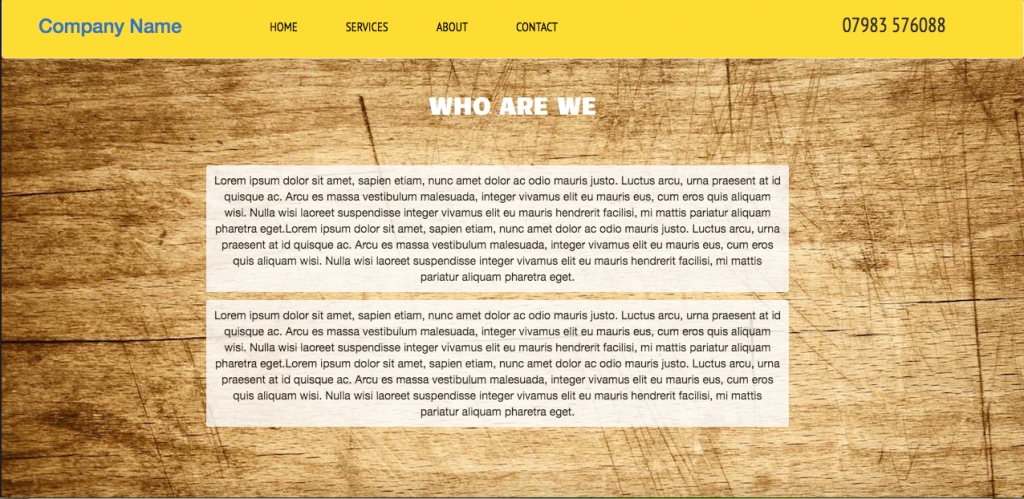 Company Name HOME SERVICES ABOUT CONTACT 07983 576088
WHO ARE WE
Lorem ipsum dolor sit amet, sapien etiam, nunc amet dolor ac odio mauris justo. Luctus arcu, urna praesent at id
quisque ac. Arcu es massa vestibulum malesuada, integer vivamus elit eu mauris eus, cum eros quis aliquam
wisi. Nulla wisi laoreet suspendisse integer vivamus elit eu mauris hendrerit facilisi, mi mattis pariatur aliquam
pharetra eget.Lorem ipsum dolor sit amet, sapien etiam, nunc amet dolor ac odio mauris justo. Luctus arcu, urna
praesent at id quisque ac. Arcu es massa vestibulum malesuada, integer vivamus elit eu mauris eus, cum eros
quis aliquam wisi. Nulla wisi laoreet suspendisse integer vivamus elit eu mauris hendrerit facilisi, mi mattis
pariatur aliquam pharetra eget.
Lorem ipsum dolor sit amet, sapien etiam, nunc amet dolor ac odio mauris justo. Luctus arcu, urna praesent at id
quisque ac. Arcu es massa vestibulum malesuada, integer vivamus elit eu mauris eus, cum eros quis aliquam
wisi. Nulla wisi laoreet suspendisse integer vivamus elit eu mauris hendrerit facilisi, mi mattis pariatur aliquam
pharetra eget.Lorem ipsum dolor sit amet, sapien etiam, nunc amet dolor ac odio mauris justo. Luctus arcu, urna
praesent at id quisque ac. Arcu es massa vestibulum malesuada, integer vivamus elit eu mauris eus, cum eros
quis aliquam wisi. Nulla wisi laoreet suspendisse integer vivamus elit eu mauris hendrerit facilisi, mi mattis
pariatur aliquam pharetra eget.